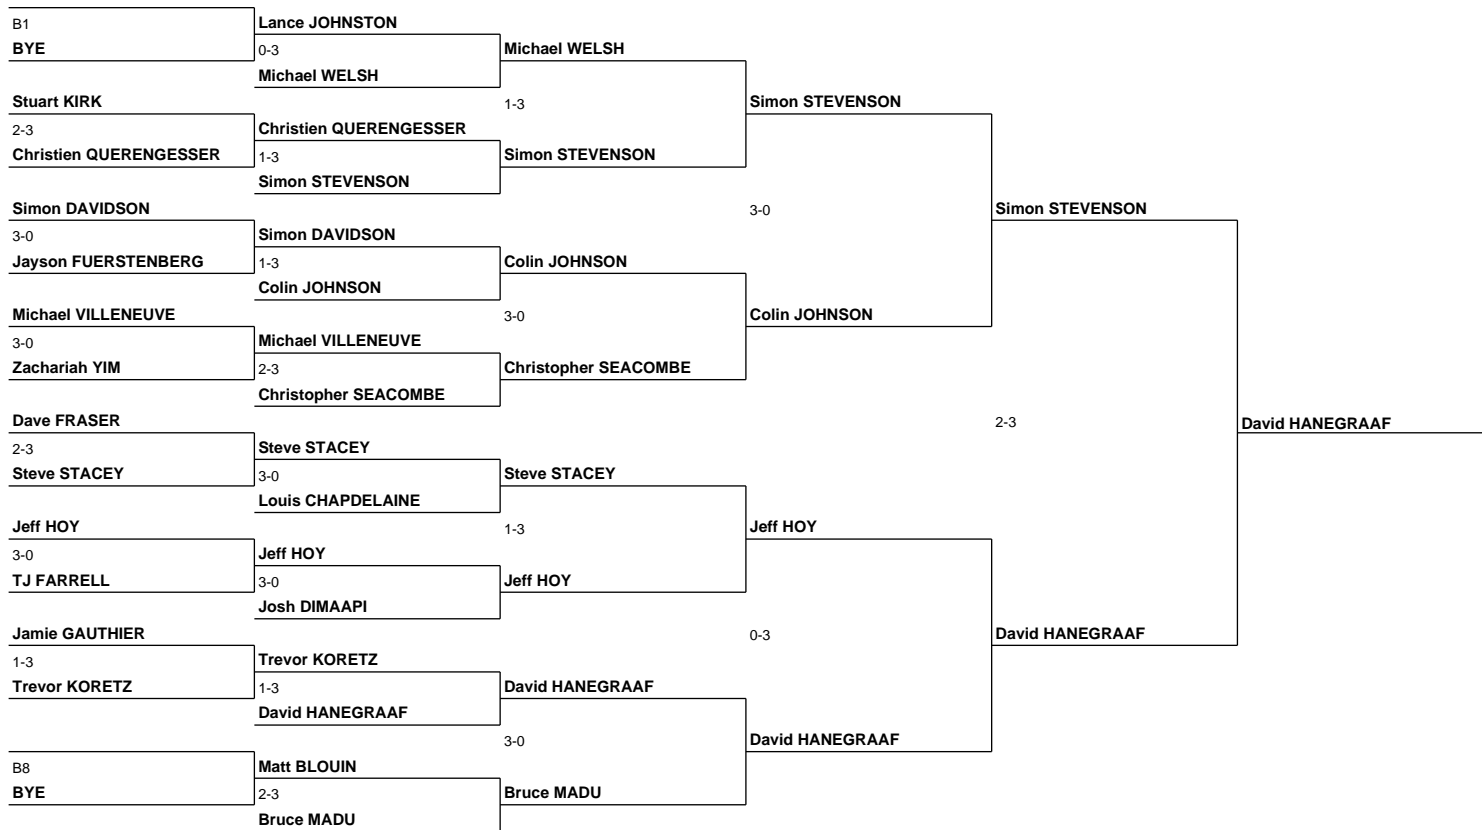 B1
BYE
Stuart KIRK
2-3
Christien QUERENGESSER
Simon DAVIDSON
3-0
Jayson FUERSTENBERG
Michael VILLENEUVE
3-0
Zachariah YIM
Dave FRASER
2-3
Steve STACEY
Jeff HOY
3-0
TJ FARRELL
Jamie GAUTHIER
1-3
Trevor KORETZ
B8
BYE
Lance JOHNSTON
0-3
Michael WELSH
Christien QUERENGESSER
1-3
Simon STEVENSON
Simon DAVIDSON
1-3
Colin JOHNSON
Michael VILLENEUVE
2-3
Christopher SEACOMBE
Steve STACEY
3-0
Louis CHAPDELAINE
Jeff HOY
3-0
Josh DIMAAPI
Trevor KORETZ
1-3
David HANEGRAAF
Matt BLOUIN
2-3
Bruce MADU
Michael WELSH
1-3
Simon STEVENSON
Colin JOHNSON
3-0
Christopher SEACOMBE
Steve STACEY
1-3
Jeff HOY
David HANEGRAAF
3-0
Bruce MADU
Simon STEVENSON
3-0
Colin JOHNSON
Jeff HOY
0-3
David HANEGRAAF
Simon STEVENSON
2-3
David HANEGRAAF
David HANEGRAAF